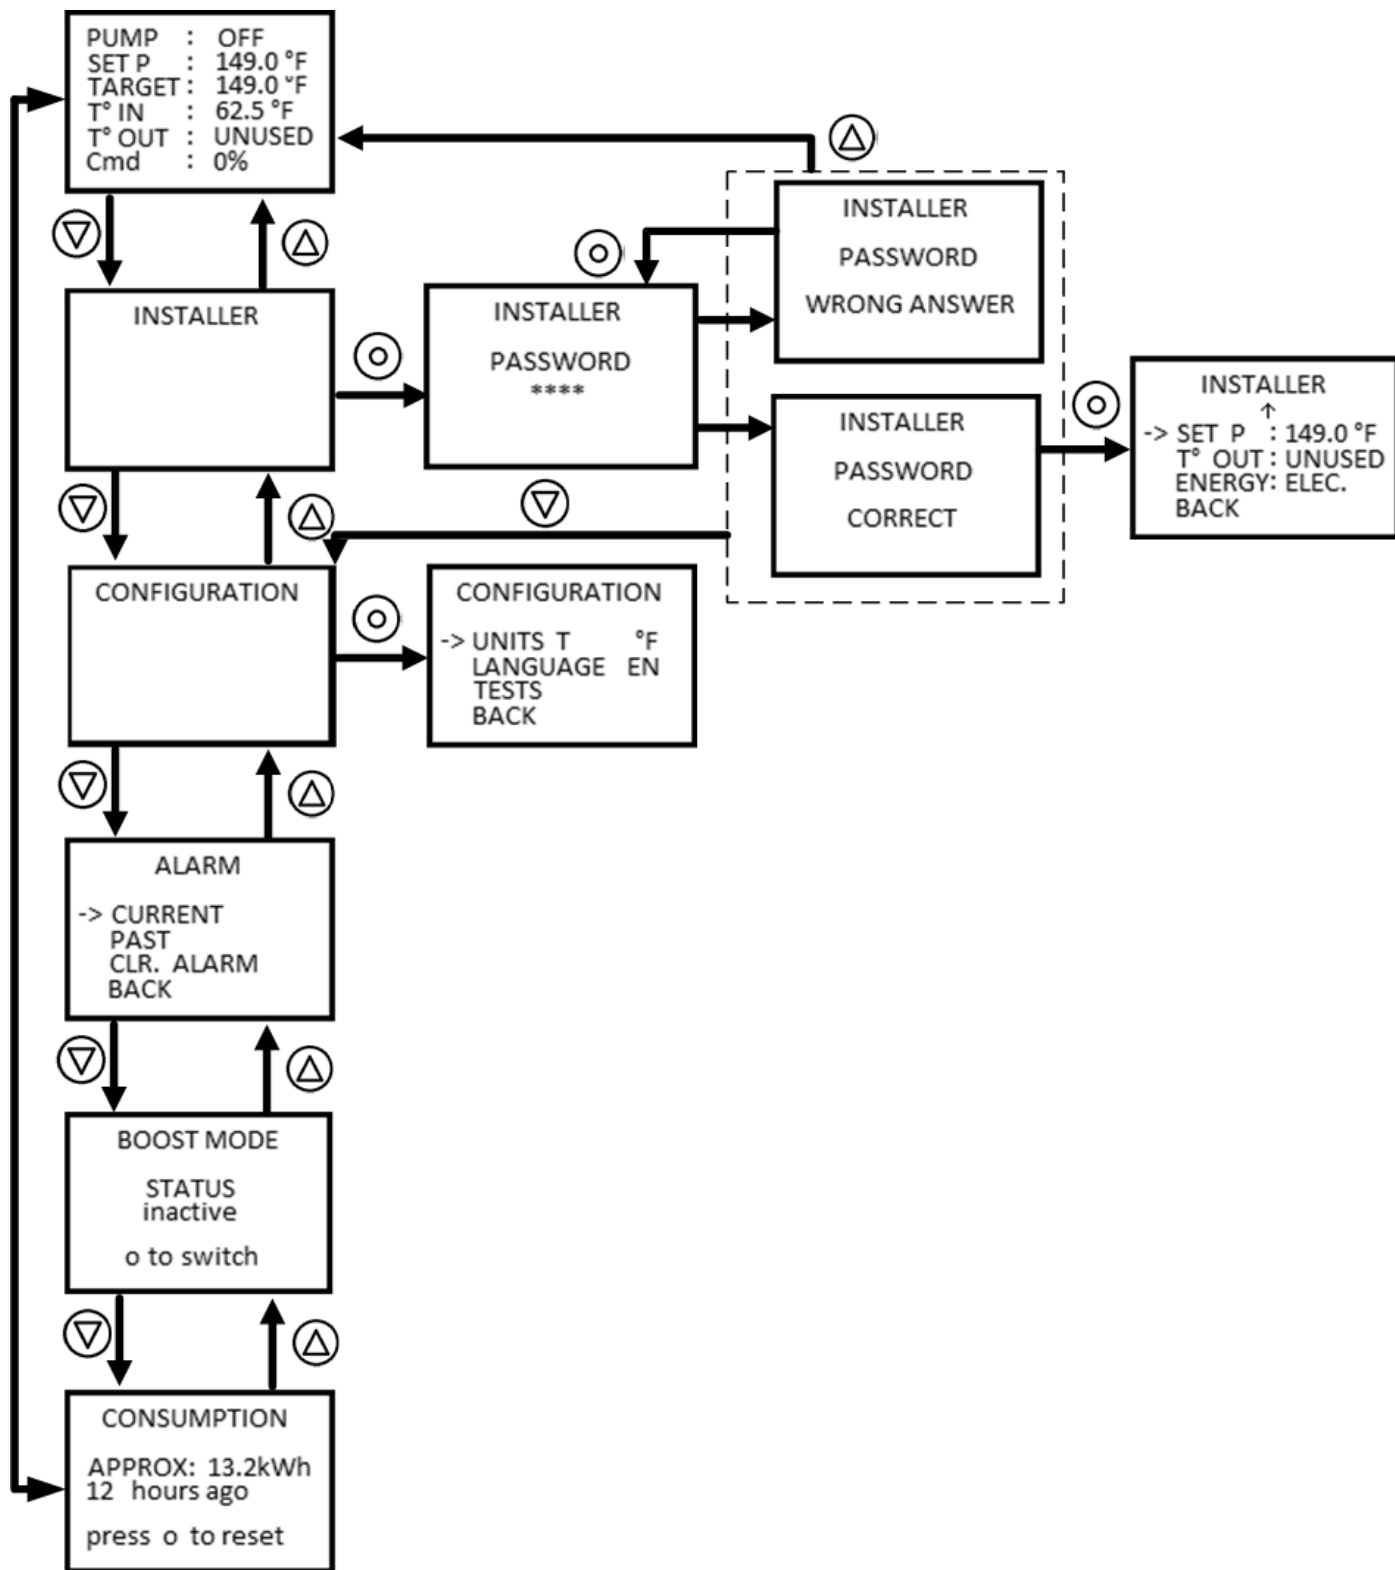 PUMP : OFF
SET P : 149.0 °F
TARGET : 149.0 °F
T° IN : 62.5 °F
T° OUT : UNUSED
Cmd : 0%
INSTALLER
INSTALLER
PASSWORD
****
INSTALLER
PASSWORD
WRONG ANSWER
INSTALLER
PASSWORD
CORRECT
INSTALLER
↑
-> SET P : 149.0 °F
T° OUT : UNUSED
ENERGY: ELEC.
BACK
CONFIGURATION
CONFIGURATION
-> UNITS T °F
LANGUAGE EN
TESTS
BACK
ALARM
-> CURRENT
PAST
CLR. ALARM
BACK
BOOST MODE
STATUS
inactive
o to switch
CONSUMPTION
APPROX: 13.2kWh
12 hours ago
press o to reset